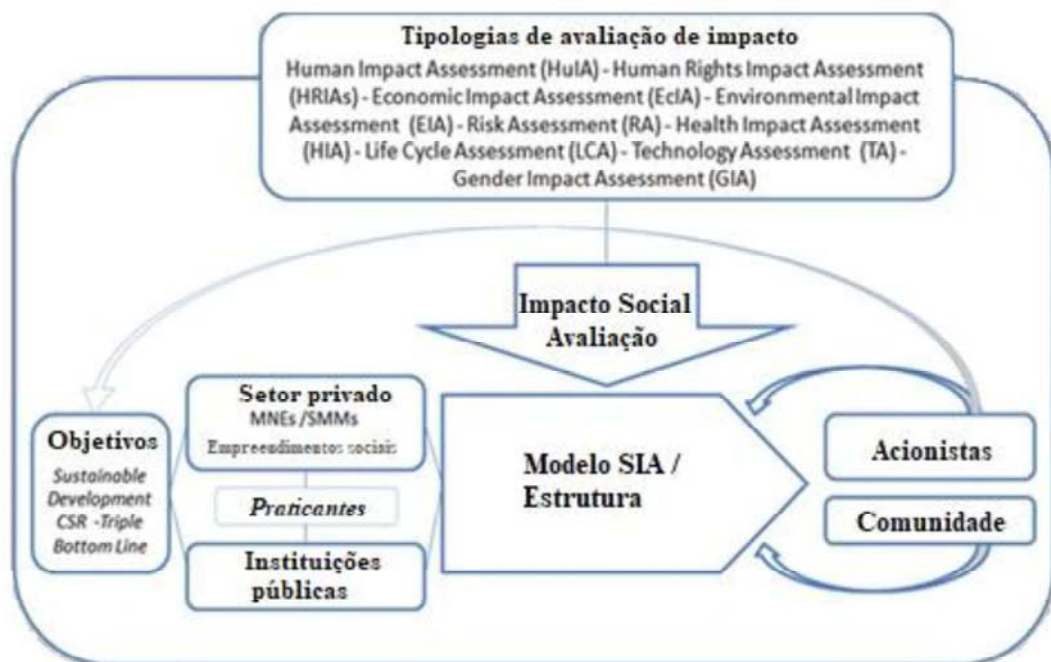 Tipologias de avaliação de impacto
Human Impact Assessment (HuIA) - Human Rights Impact Assessment
(HRIAs) - Economic Impact Assessment (EcIA) - Environmental Impact
Assessment (EIA) - Risk Assessment (RA) - Health Impact Assessment
(HIA) - Life Cycle Assessment (LCA) - Technology Assessment (TA) -
Gender Impact Assessment (GIA)
Impacto Social
Avaliação
Objetivos
Sustainable
Development
CSR -Triple
Bottom Line
Setor privado
MNEs /SMMs
Empreendimentos sociais
Praticantes
Instituições
públicas
Modelo SIA /
Estrutura
Acionistas
Comunidade